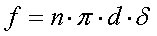 f = n · π · d · δ